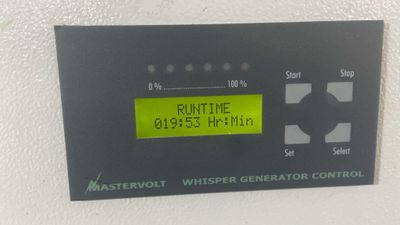 0 % .................... 100 %
Start Stop
RUNTIME
019:53 Hr:Min
Set Select
MASTERVOLT WHISPER GENERATOR CONTROL